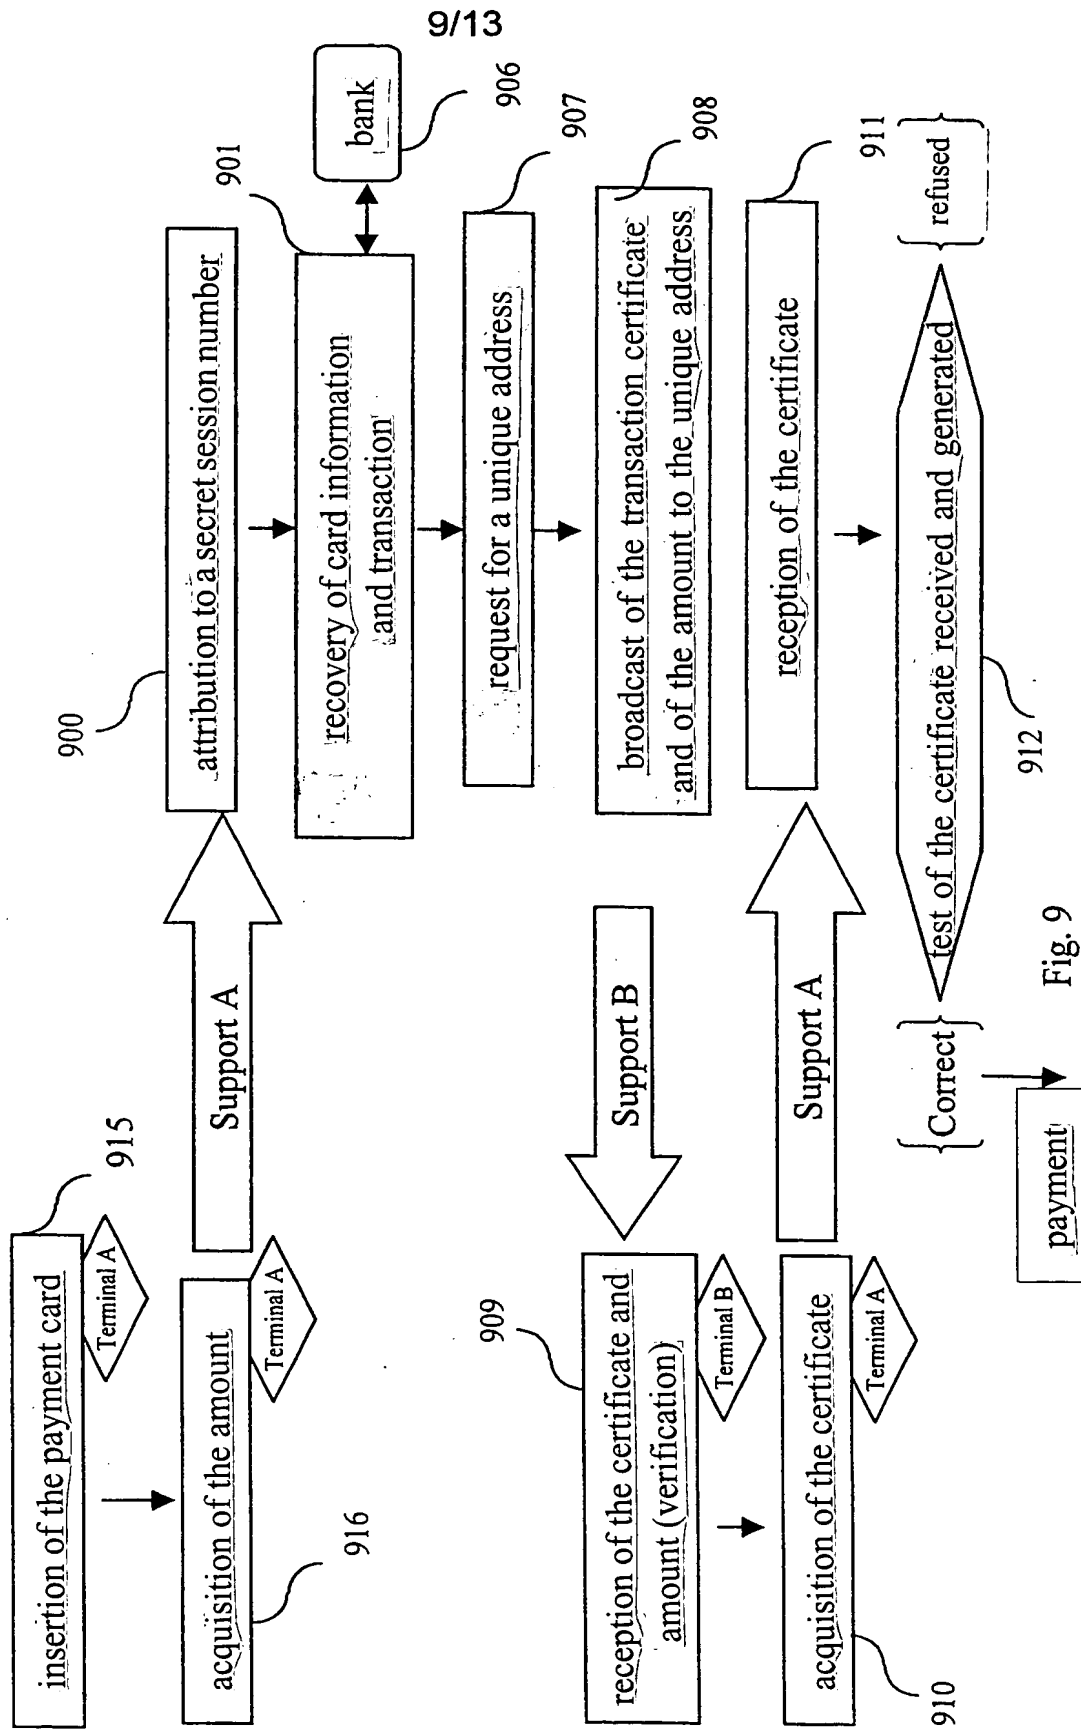 9/13
insertion of the payment card
915
Terminal A
acquisition of the amount
916
Terminal A
Support A
900
attribution to a secret session number
901
recovery of card information
and transaction
bank
906
request for a unique address
907
broadcast of the transaction certificate
and of the amount to the unique address
908
Support B
909
reception of the certificate and
amount (verification)
Terminal B
acquisition of the certificate
910
Terminal A
Support A
reception of the certificate
911
test of the certificate received and generated
912
refused
Correct
payment
Fig. 9